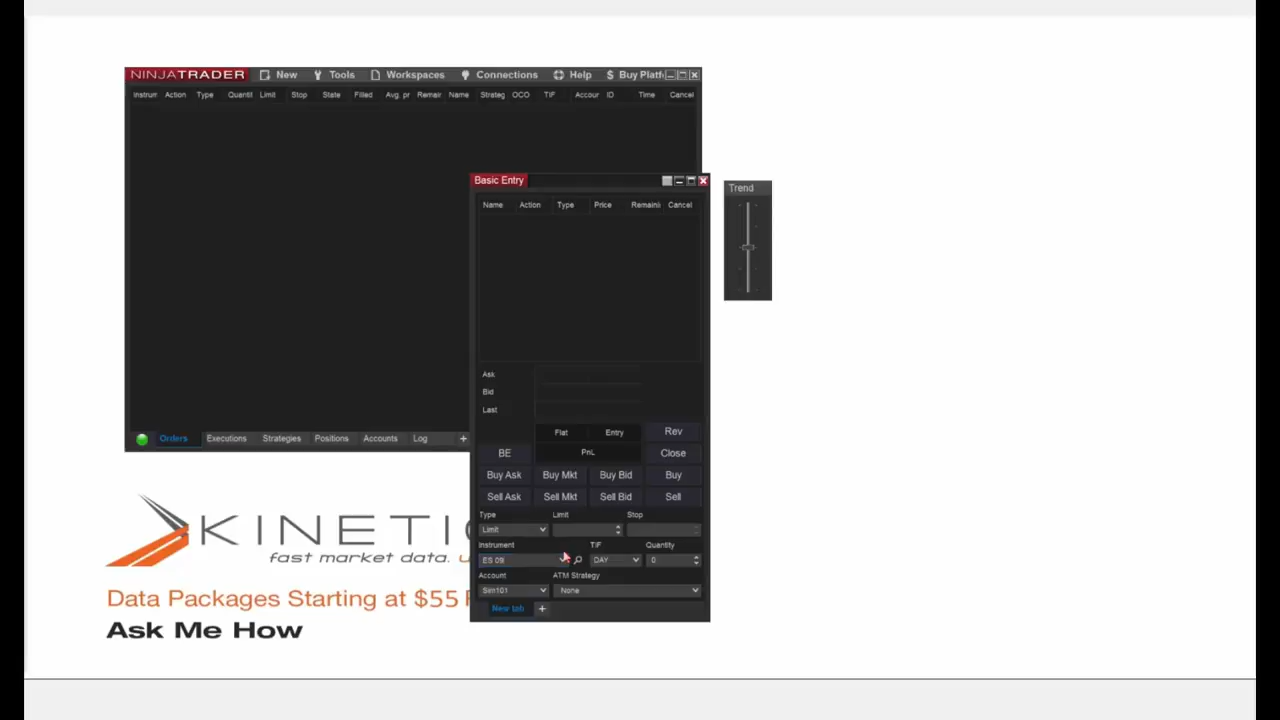 NINJATRADER New Tools Workspaces Connections Help $ Buy Platf
Instrum Action Type Quantit Limit Stop State Filled Avg. pr Remair Name Strateg OCO TIF Accour ID Time Cancel
Basic Entry
Trend
Name Action Type Price Remaini Cancel
Ask
Bid
Last
Flat Entry Rev
BE PnL Close
Buy Ask Buy Mkt Buy Bid Buy
Sell Ask Sell Mkt Sell Bid Sell
Type Limit Stop
Limit
Instrument TIF Quantity
ES 09 DAY 0
Account ATM Strategy
Sim101 None
New tab +
Orders Executions Strategies Positions Accounts Log +
KINETI
fast market data.
Data Packages Starting at $55
Ask Me How